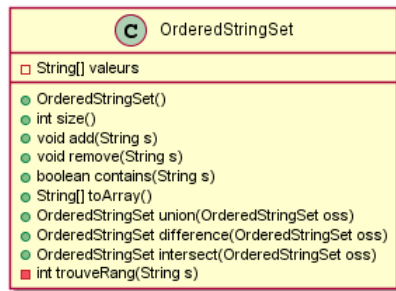 C OrderedStringSet
String[] valeurs
OrderedStringSet()
int size()
void add(String s)
void remove(String s)
boolean contains(String s)
String[] toArray()
OrderedStringSet union(OrderedStringSet oss)
OrderedStringSet difference(OrderedStringSet oss)
OrderedStringSet intersect(OrderedStringSet oss)
int trouveRang(String s)